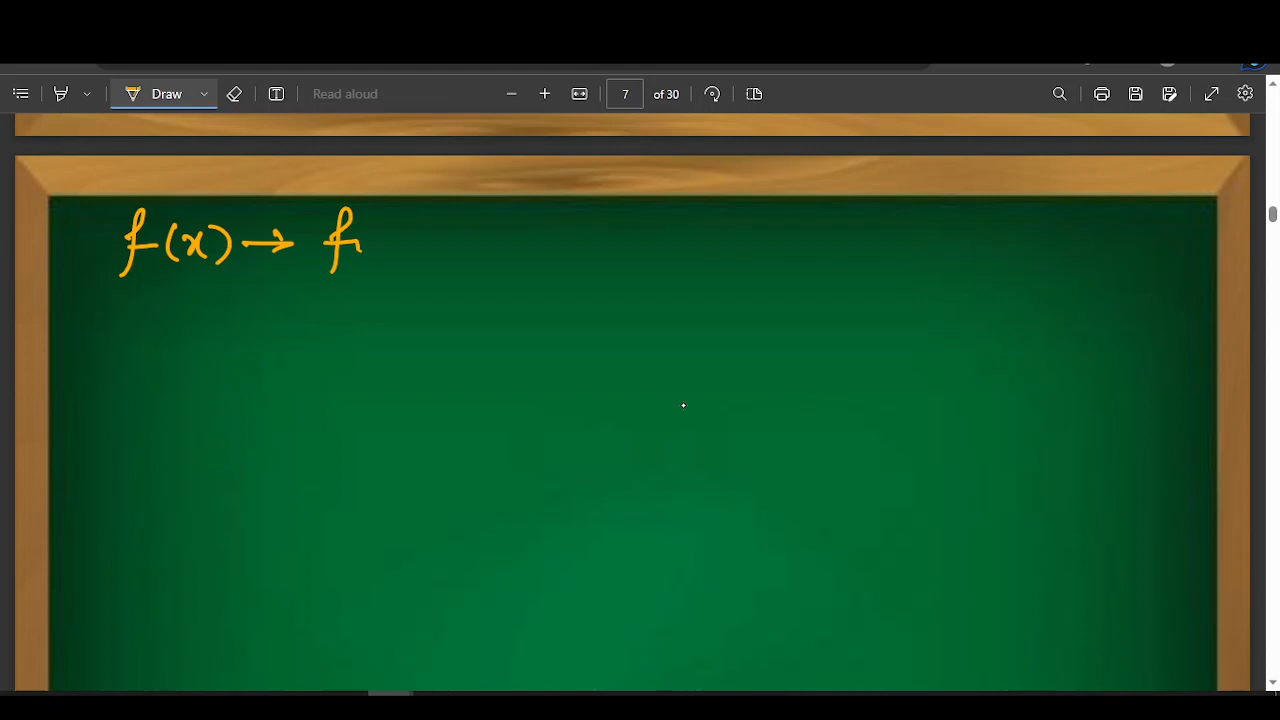 Draw
Read aloud
7 of 30
f(x) → f